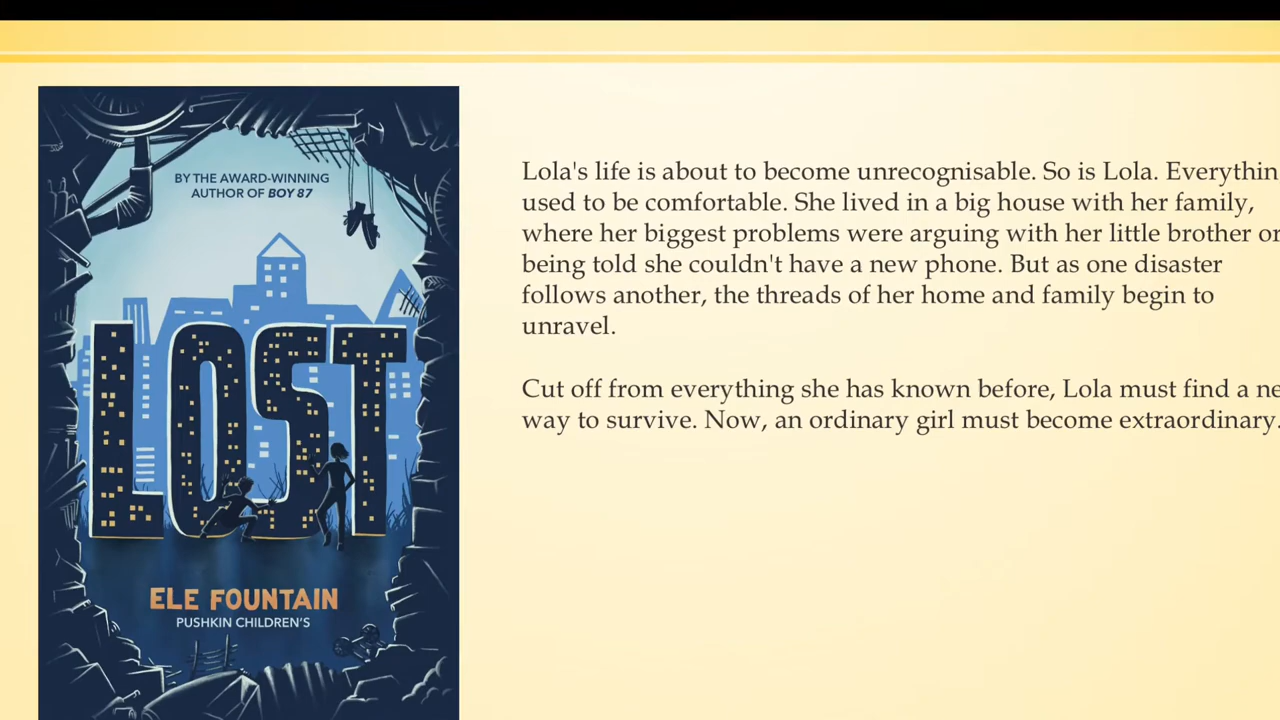 BY THE AWARD-WINNING
AUTHOR OF BOY 87
LOST
ELE FOUNTAIN
PUSHKIN CHILDREN'S
Lola's life is about to become unrecognisable. So is Lola. Everythin
used to be comfortable. She lived in a big house with her family,
where her biggest problems were arguing with her little brother or
being told she couldn't have a new phone. But as one disaster
follows another, the threads of her home and family begin to
unravel.
Cut off from everything she has known before, Lola must find a ne
way to survive. Now, an ordinary girl must become extraordinary.